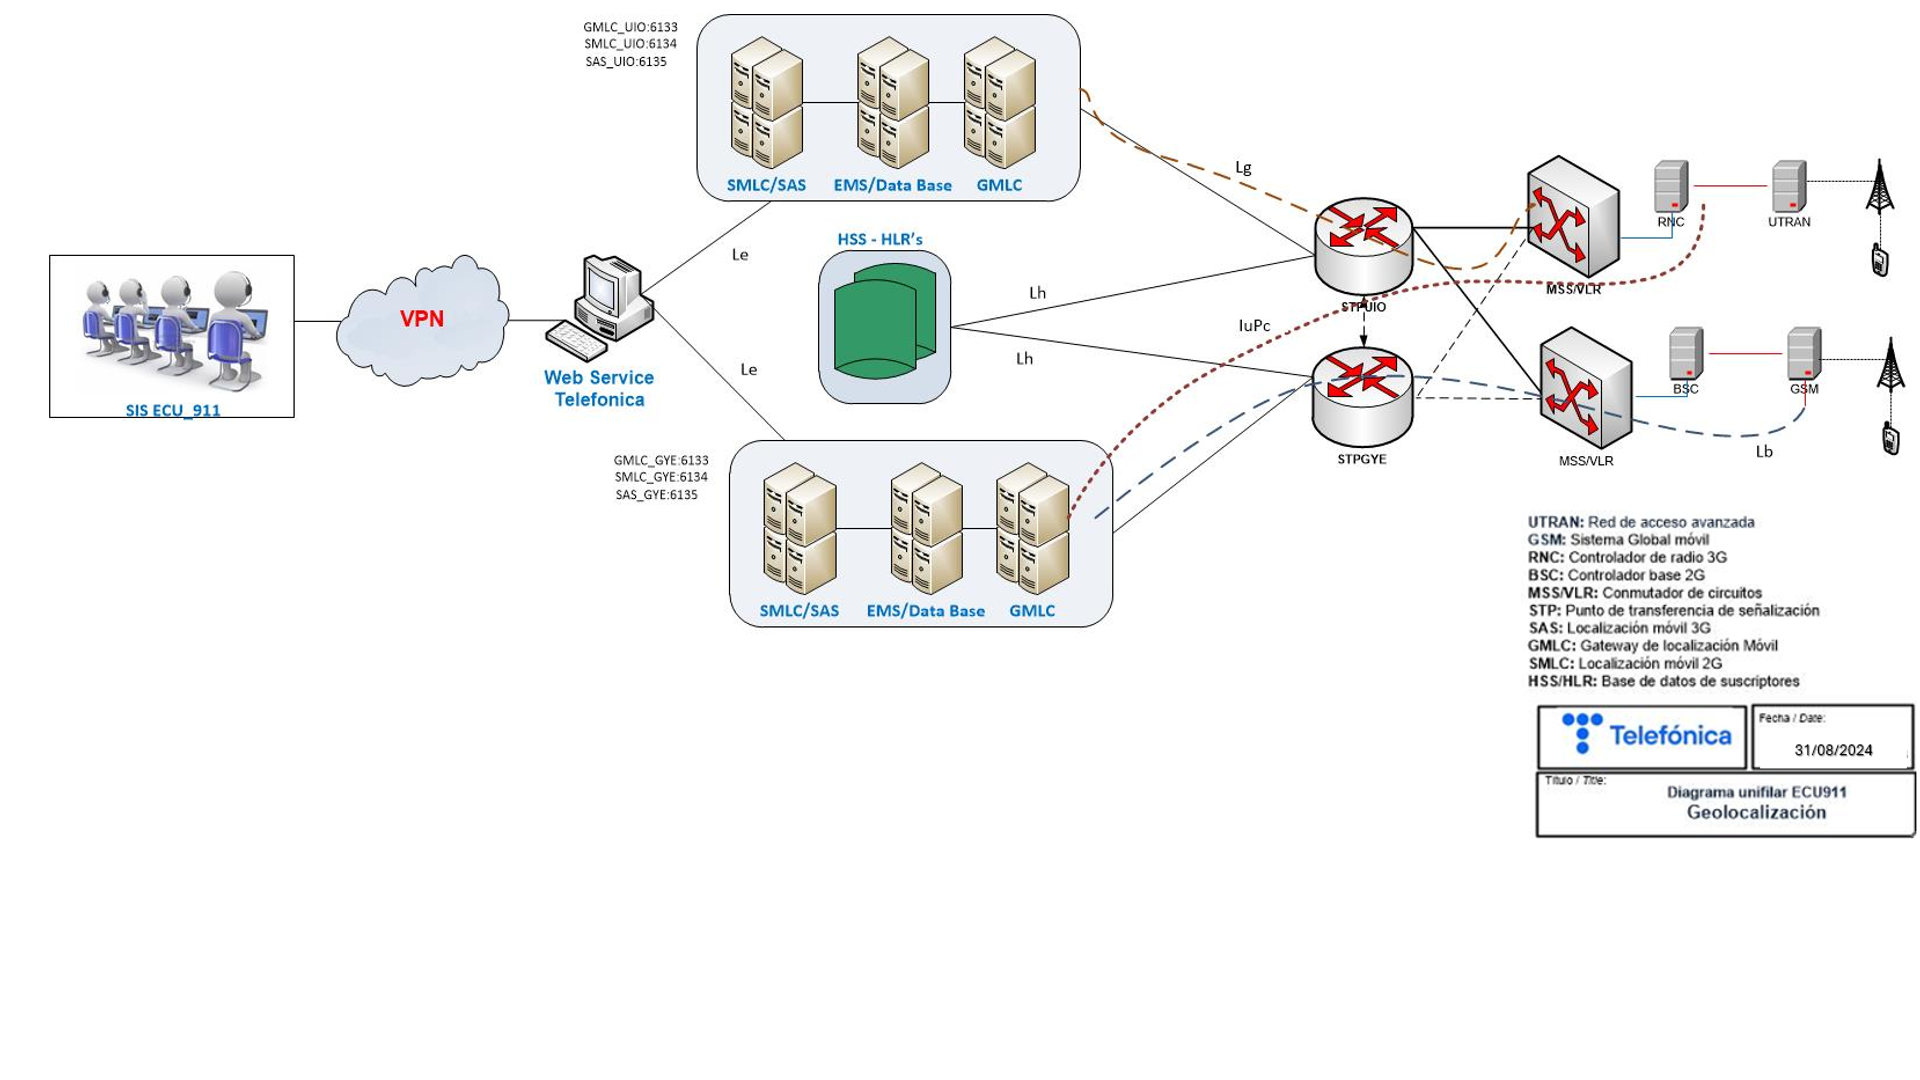 GMLC_UIO:6133
SMLC_UIO:6134
SAS_UIO:6135
SMLC/SAS
EMS/Data Base
GMLC
Lg
RNC
UTRAN
MSS/VLR
HSS - HLR's
Le
Lh
STPUIO
SIS ECU_911
VPN
Web Service
Telefonica
IuPc
Lh
Le
BSC
GSM
MSS/VLR
Lb
STPGYE
GMLC_GYE:6133
SMLC_GYE:6134
SAS_GYE:6135
SMLC/SAS
EMS/Data Base
GMLC
UTRAN: Red de acceso avanzada
GSM: Sistema Global móvil
RNC: Controlador de radio 3G
BSC: Controlador base 2G
MSS/VLR: Conmutador de circuitos
STP: Punto de transferencia de señalización
SAS: Localización móvil 3G
GMLC: Gateway de localización Móvil
SMLC: Localización móvil 2G
HSS/HLR: Base de datos de suscriptores
Telefónica
Fecha / Date:
31/08/2024
Título / Title:
Diagrama unifilar ECU911
Geolocalización